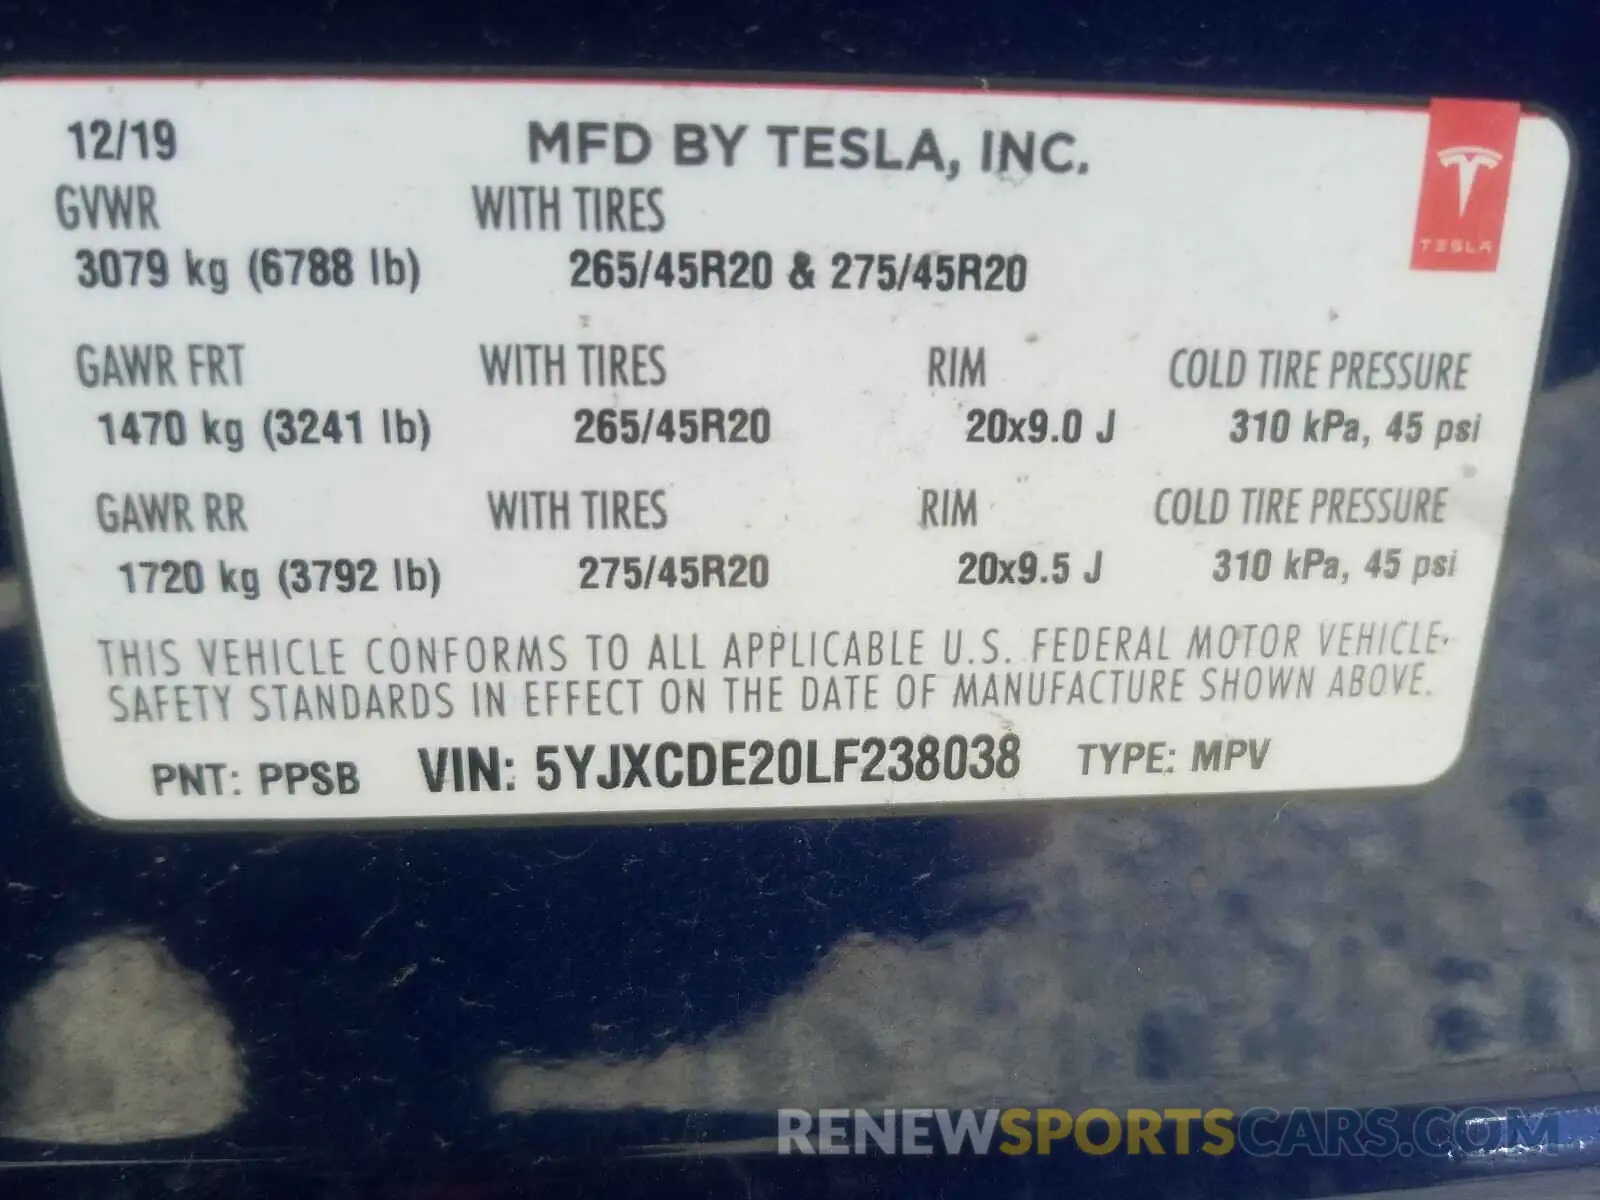 12/19 MFD BY TESLA, INC.
GVWR WITH TIRES
3079 kg (6788 lb) 265/45R20 & 275/45R20
TESLA
GAWR FRT WITH TIRES RIM COLD TIRE PRESSURE
1470 kg (3241 lb) 265/45R20 20x9.0 J 310 kPa, 45 psi
GAWR RR WITH TIRES RIM COLD TIRE PRESSURE
1720 kg (3792 lb) 275/45R20 20x9.5 J 310 kPa, 45 psi
THIS VEHICLE CONFORMS TO ALL APPLICABLE U.S. FEDERAL MOTOR VEHICLE
SAFETY STANDARDS IN EFFECT ON THE DATE OF MANUFACTURE SHOWN ABOVE.
PNT: PPSB VIN: 5YJXCDE20LF238038 TYPE: MPV
RENEWSPORTSCARS.COM